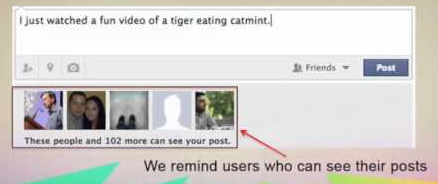 I just watched a fun video of a tiger eating catmint.
Friends
Post
These people and 102 more can see your post.
We remind users who can see their posts